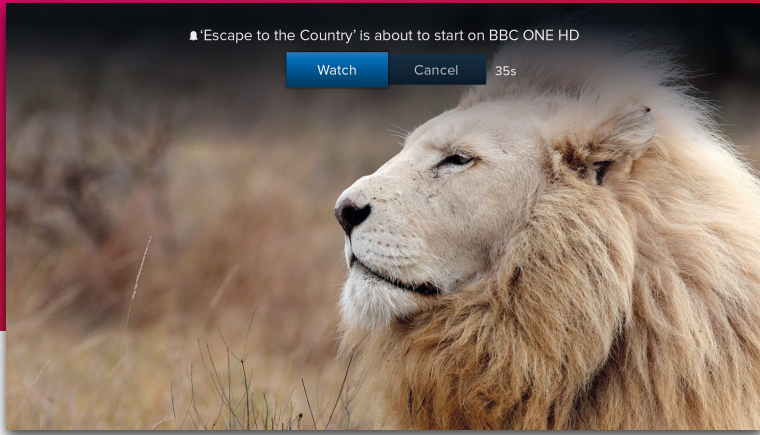 ‘Escape to the Country’ is about to start on BBC ONE HD
Watch Cancel 35s